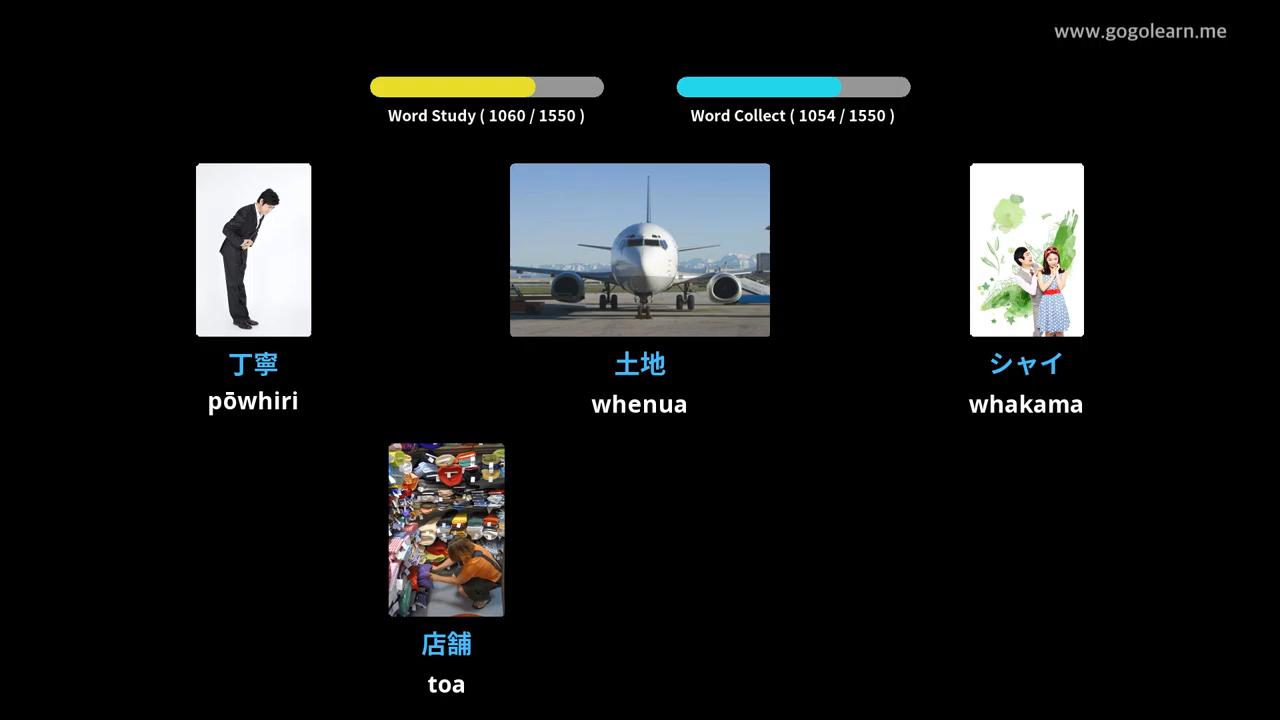 www.gogolearn.me
Word Study ( 1060 / 1550 )
Word Collect ( 1054 / 1550 )
丁寧
pōwhiri
土地
whenua
シャイ
whakama
店舗
toa